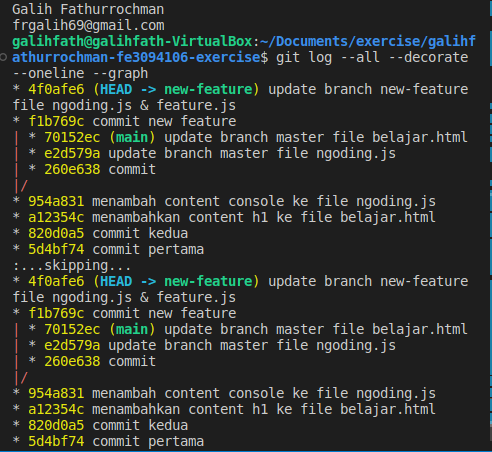 Galih Fathurrochman
frgalih69@gmail.com
galihfath@galihfath-VirtualBox:~/Documents/exercise/galihf
athurrochman-fe3094106-exercise$ git log --all --decorate
--oneline --graph
* 4f0afe6 (HEAD -> new-feature) update branch new-feature
file ngoding.js & feature.js
* f1b769c commit new feature
| * 70152ec (main) update branch master file belajar.html
| * e2d579a update branch master file ngoding.js
| * 260e638 commit
|/
* 954a831 menambah content console ke file ngoding.js
* a12354c menambahkan content h1 ke file belajar.html
* 820d0a5 commit kedua
* 5d4bf74 commit pertama
:...skipping...
* 4f0afe6 (HEAD -> new-feature) update branch new-feature
file ngoding.js & feature.js
* f1b769c commit new feature
| * 70152ec (main) update branch master file belajar.html
| * e2d579a update branch master file ngoding.js
| * 260e638 commit
|/
* 954a831 menambah content console ke file ngoding.js
* a12354c menambahkan content h1 ke file belajar.html
* 820d0a5 commit kedua
* 5d4bf74 commit pertama